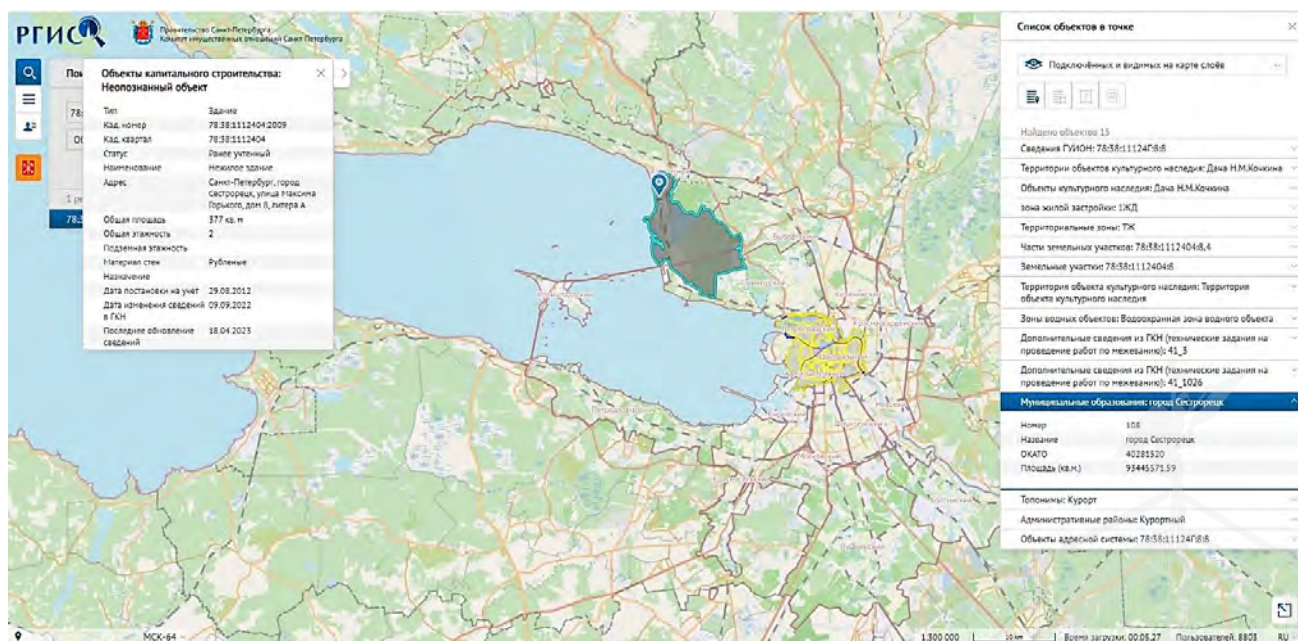 РГИС
Правительство Санкт-Петербурга
Комитет имущественных отношений Санкт-Петербурга
Объекты капитального строительства:
Неопознанный объект
Тип Здание
Кад. номер 78:38:1112404:2009
Кад. квартал 78:38:1112404
Статус Ранее учтенный
Наименование Нежилое здание
Адрес Санкт-Петербург, город
Сестрорецк, улица Максима
Горького, дом 8, литера А
Общая площадь 377 кв. м
Общая этажность 2
Подземная этажность
Материал стен Рубленые
Назначение
Дата постановки на учет 29.08.2012
Дата изменения сведений 09.09.2022
в ГКН
Последнее обновление 18.04.2023
сведений
Список объектов в точке
Подключённых и видимых на карте слоёв
Найдено объектов 15
Сведения ГУИОН: 78:38:11124Г:8:8
Территории объектов культурного наследия: Дача Н.М.Кочкина
Объекты культурного наследия: Дача Н.М.Кочкина
зона жилой застройки: 1ЖД
Территориальные зоны: ТЖ
Части земельных участков: 78:38:1112404:8,4
Земельные участки: 78:38:1112404:8
Территория объекта культурного наследия: Территория
объекта культурного наследия
Зоны водных объектов: Водоохранная зона водного объекта
Дополнительные сведения из ГКН (технические задания на
проведение работ по межеванию): 41_3
Дополнительные сведения из ГКН (технические задания на
проведение работ по межеванию): 41_1026
Муниципальные образования: город Сестрорецк
Номер 108
Название город Сестрорецк
ОКАТО 40281520
Площадь (кв.м.) 93445571.59
Топонимы: Курорт
Административные районы: Курортный
Объекты адресной системы: 78:38:11124Г:8:8
МСК-64
1:300 000
10 км
Время загрузки: 00:05.27
Пользователей: 8803
RU